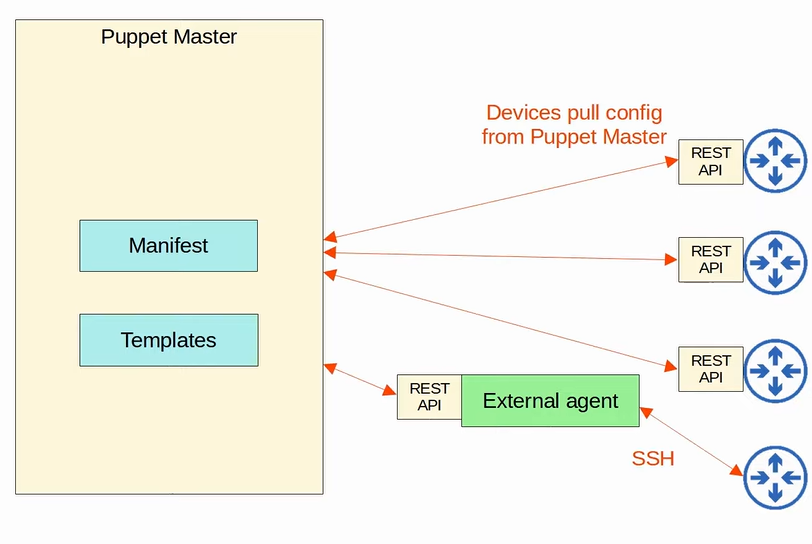 Puppet Master
Devices pull config
from Puppet Master
REST
API
Manifest
REST
API
Templates
REST
API
REST
API
External agent
SSH